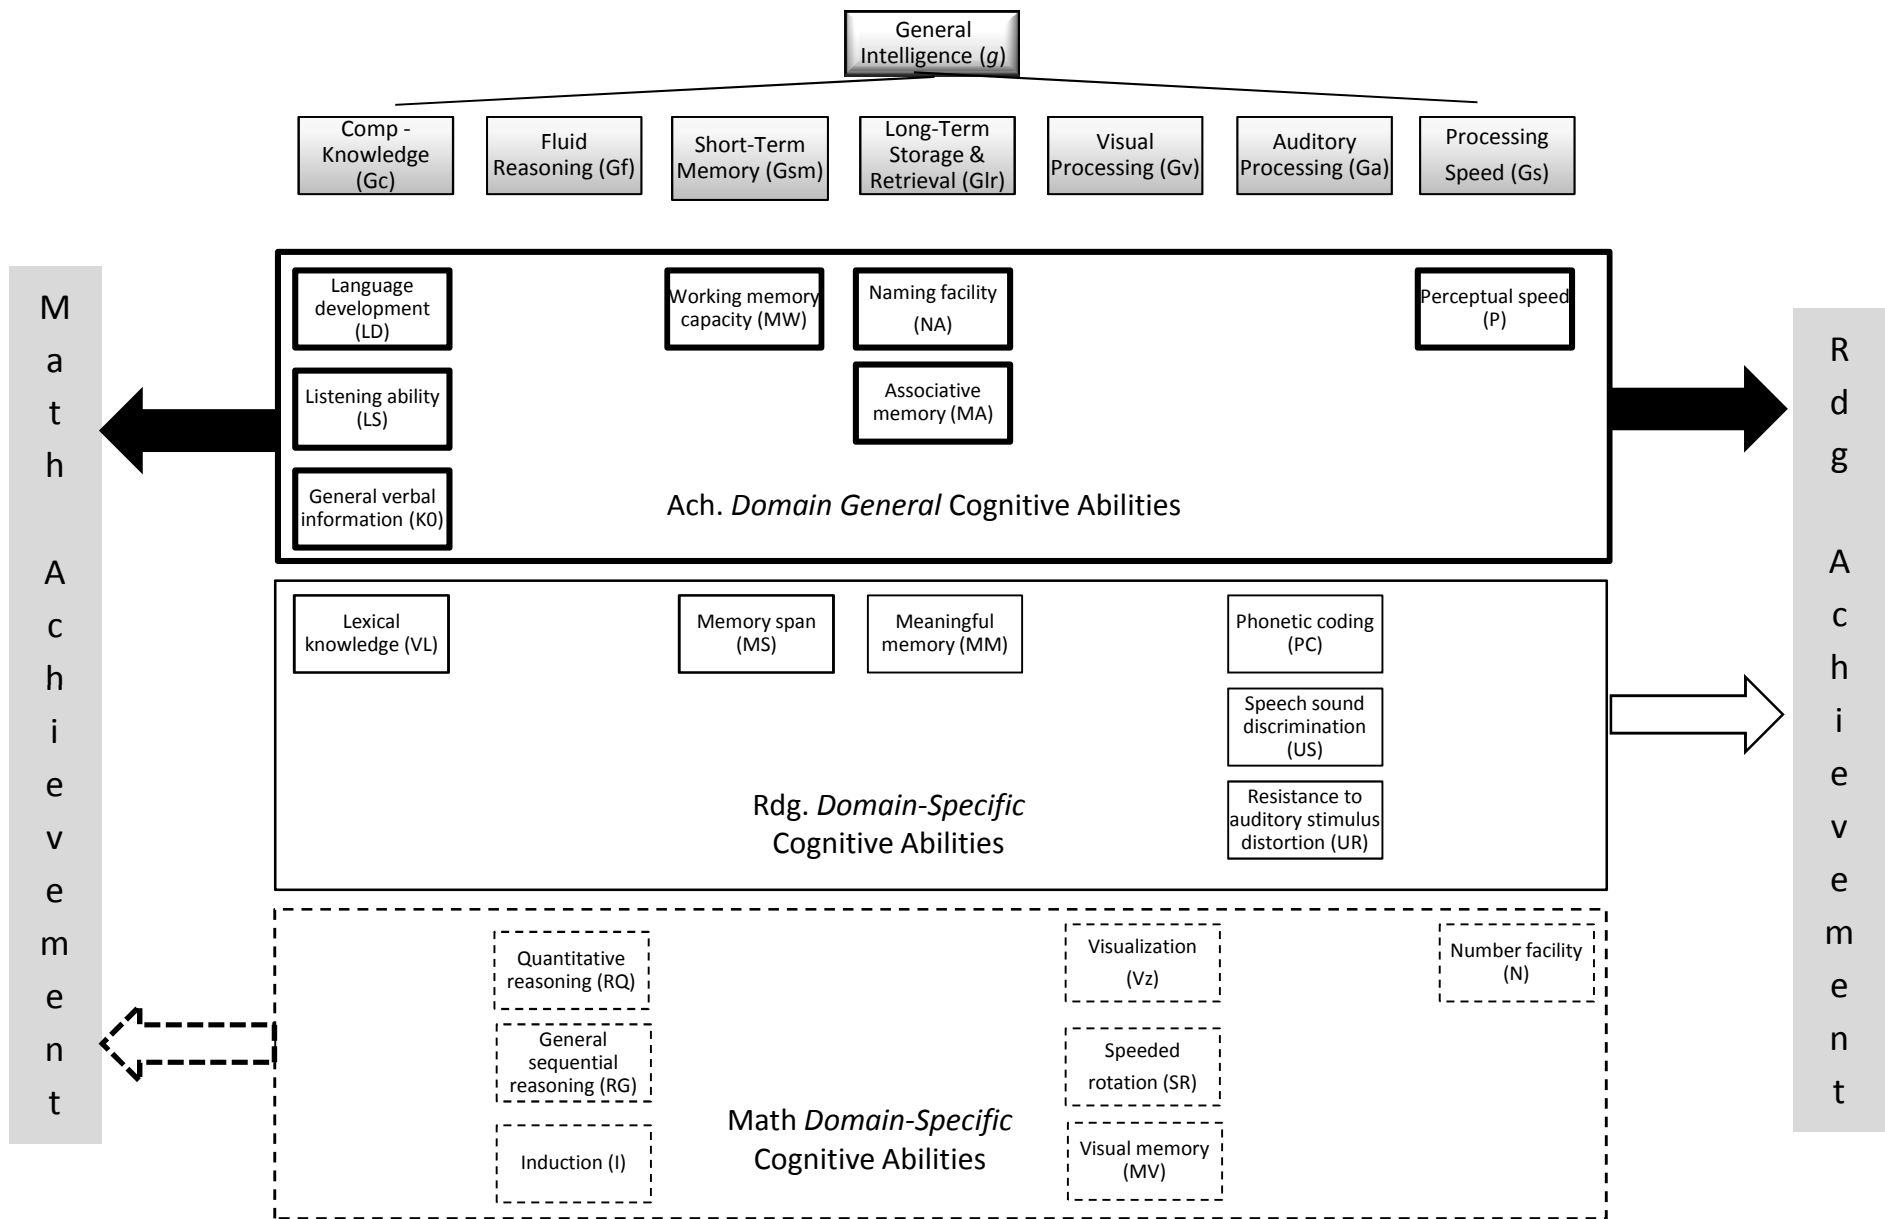 General
Intelligence (g)
Comp -
Knowledge
(Gc)
Fluid
Reasoning (Gf)
Short-Term
Memory (Gsm)
Long-Term
Storage &
Retrieval (Glr)
Visual
Processing (Gv)
Auditory
Processing (Ga)
Processing
Speed (Gs)
Math Achievement
Language
development
(LD)
Working memory
capacity (MW)
Naming facility
(NA)
Perceptual speed
(P)
Listening ability
(LS)
Associative
memory (MA)
General verbal
information (K0)
Ach. Domain General Cognitive Abilities
Rdg Achievement
Lexical
knowledge (VL)
Memory span
(MS)
Meaningful
memory (MM)
Phonetic coding
(PC)
Speech sound
discrimination
(US)
Resistance to
auditory stimulus
distortion (UR)
Rdg. Domain-Specific
Cognitive Abilities
Quantitative
reasoning (RQ)
Visualization
(Vz)
Number facility
(N)
General
sequential
reasoning (RG)
Speeded
rotation (SR)
Induction (I)
Visual memory
(MV)
Math Domain-Specific
Cognitive Abilities